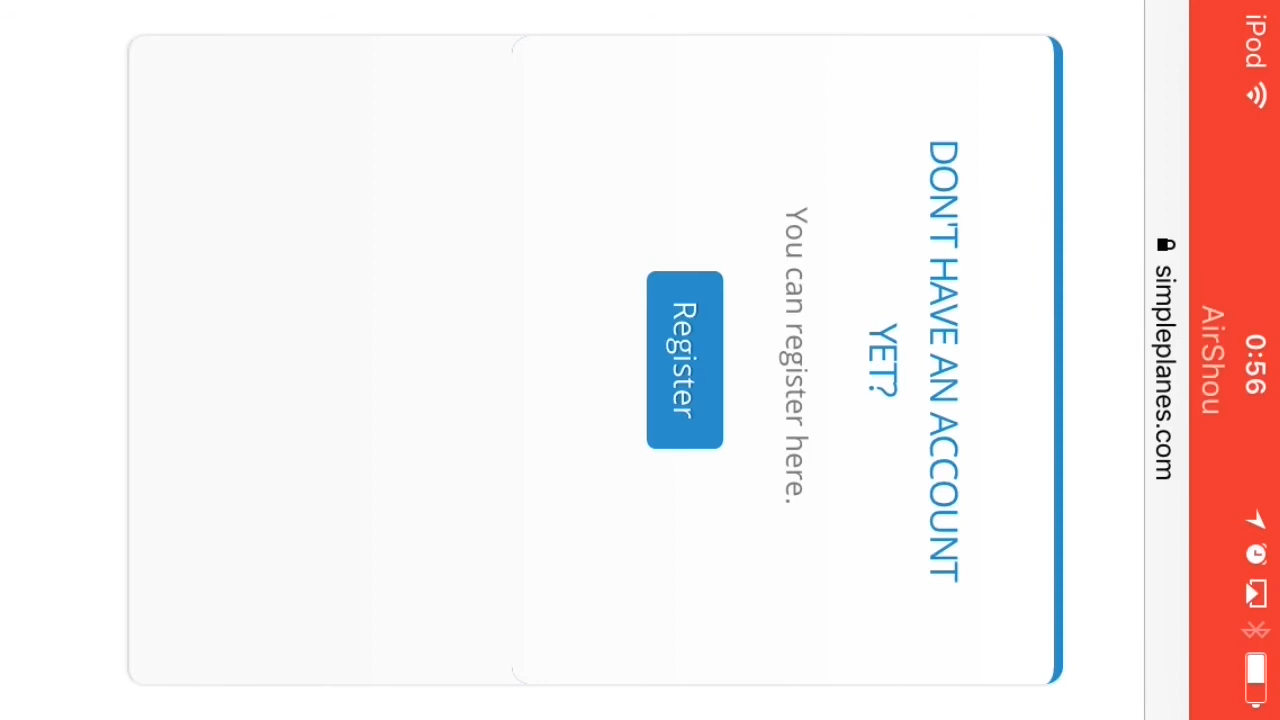 iPod 0:56
AirShou
simpleplanes.com
DON'T HAVE AN ACCOUNT
YET?
You can register here.
Register